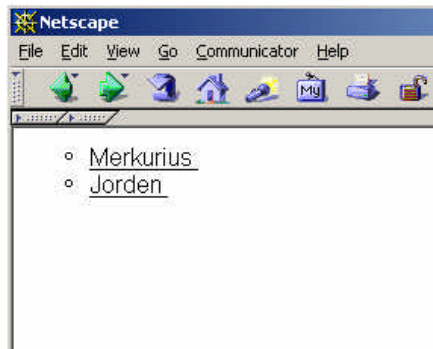 Netscape
File Edit View Go Communicator Help
My
Merkurius
Jorden